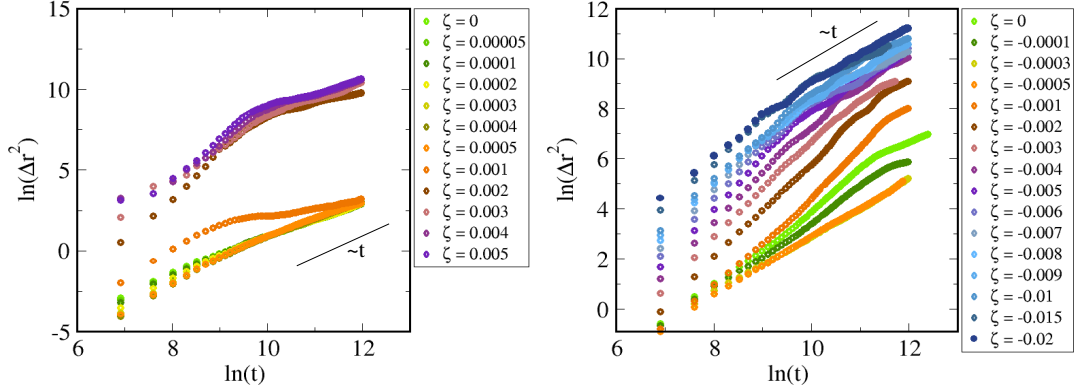 15
10
5
0
-5
ln(Δr²)
6
8
10
12
ln(t)
~t
ζ = 0
ζ = 0.00005
ζ = 0.0001
ζ = 0.0002
ζ = 0.0003
ζ = 0.0004
ζ = 0.0005
ζ = 0.001
ζ = 0.002
ζ = 0.003
ζ = 0.004
ζ = 0.005
12
10
8
6
4
2
0
ln(Δr²)
6
8
10
12
ln(t)
~t
ζ = 0
ζ = -0.0001
ζ = -0.0003
ζ = -0.0005
ζ = -0.001
ζ = -0.002
ζ = -0.003
ζ = -0.004
ζ = -0.005
ζ = -0.006
ζ = -0.007
ζ = -0.008
ζ = -0.009
ζ = -0.01
ζ = -0.015
ζ = -0.02